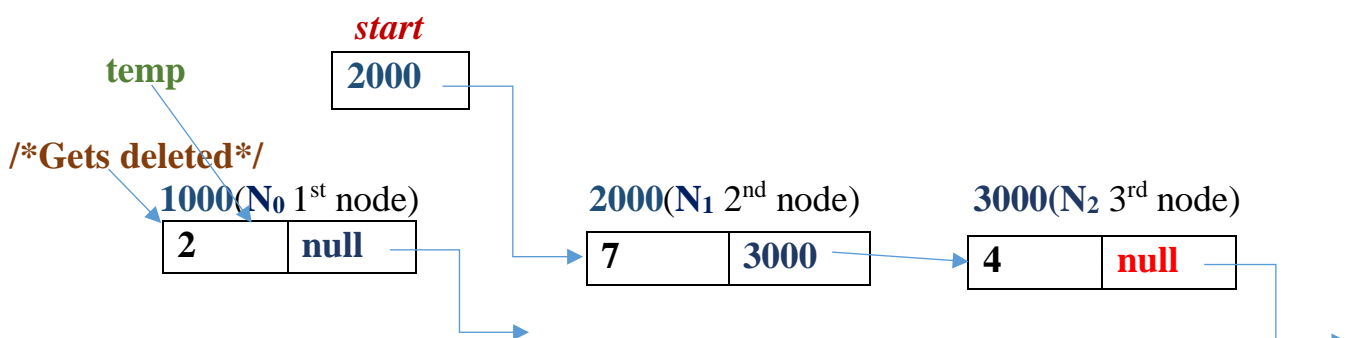 start
temp
2000
/*Gets deleted*/
1000(N₀ 1ˢᵗ node)
2000(N₁ 2ⁿᵈ node)
3000(N₂ 3ʳᵈ node)
2 null
7 3000
4 null